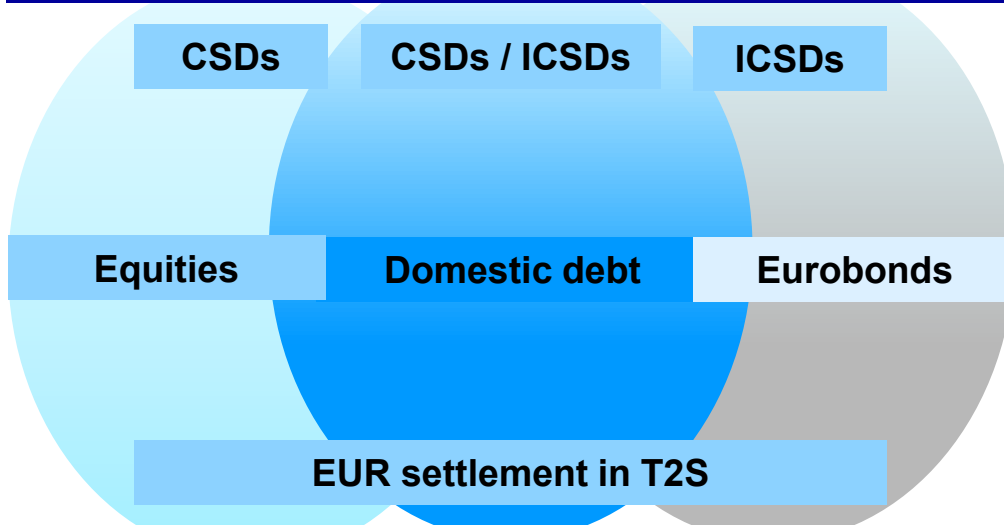 CSDs
CSDs / ICSDs
ICSDs
Equities
Domestic debt
Eurobonds
EUR settlement in T2S